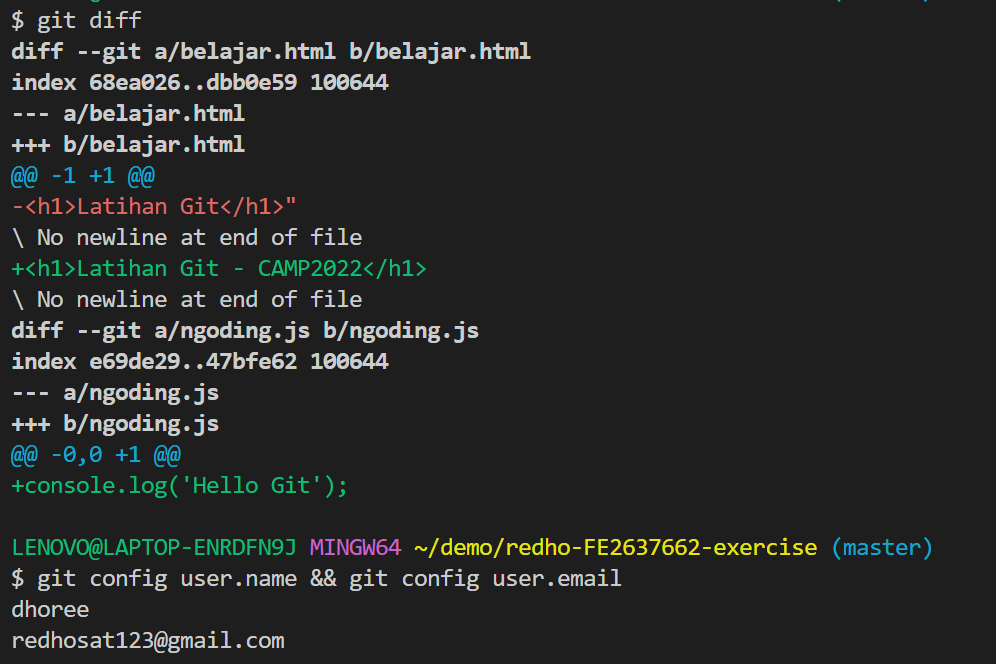 $ git diff
diff --git a/belajar.html b/belajar.html
index 68ea026..dbb0e59 100644
--- a/belajar.html
+++ b/belajar.html
@@ -1 +1 @@
-<h1>Latihan Git</h1>"
\ No newline at end of file
+<h1>Latihan Git - CAMP2022</h1>
\ No newline at end of file
diff --git a/ngoding.js b/ngoding.js
index e69de29..47bfe62 100644
--- a/ngoding.js
+++ b/ngoding.js
@@ -0,0 +1 @@
+console.log('Hello Git');
LENOVO@LAPTOP-ENRDFN9J MINGW64 ~/demo/redho-FE2637662-exercise (master)
$ git config user.name && git config user.email
dhoree
redhosat123@gmail.com